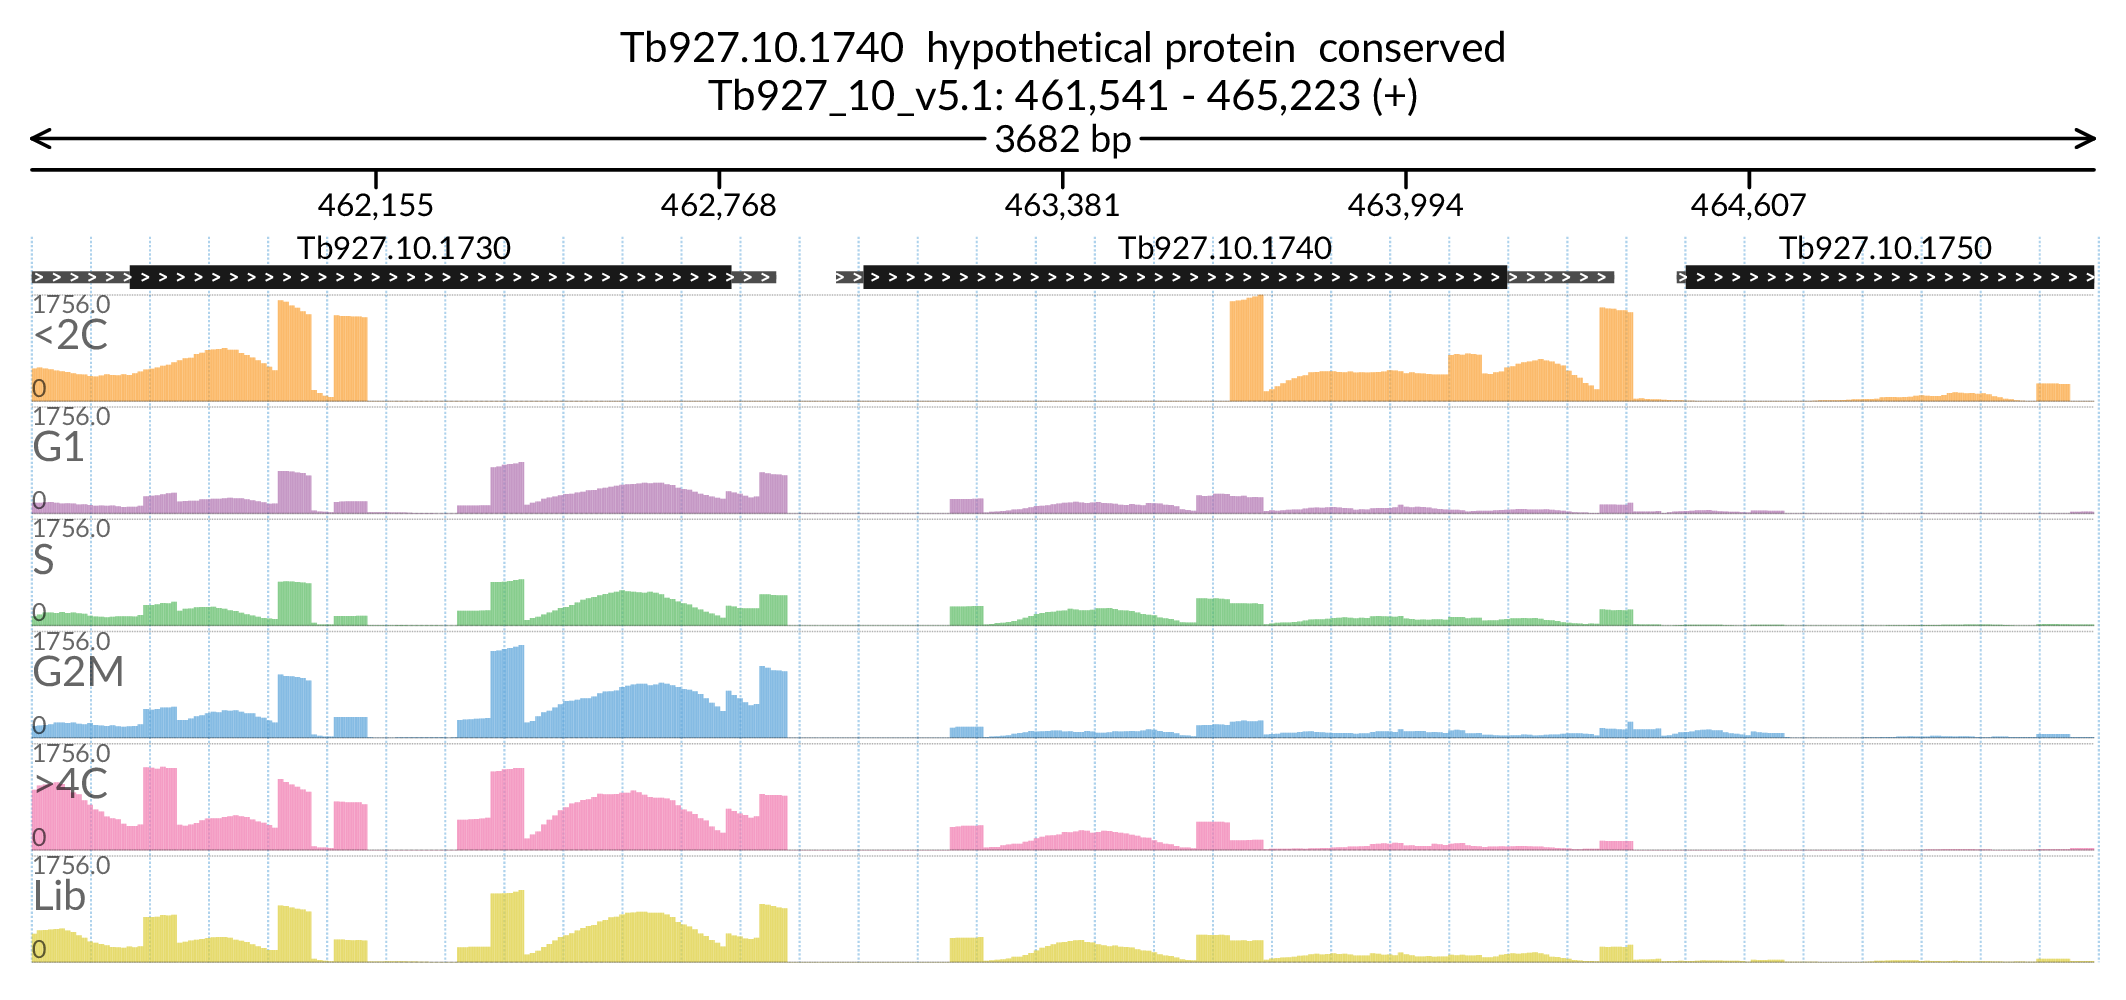 Tb927.10.1740 hypothetical protein conserved
Tb927_10_v5.1: 461,541 - 465,223 (+)
3682 bp
462,155 462,768 463,381 463,994 464,607
Tb927.10.1730 Tb927.10.1740 Tb927.10.1750
1756.0
<2C
0
1756.0
G1
0
1756.0
S
0
1756.0
G2M
0
1756.0
>4C
0
1756.0
Lib
0